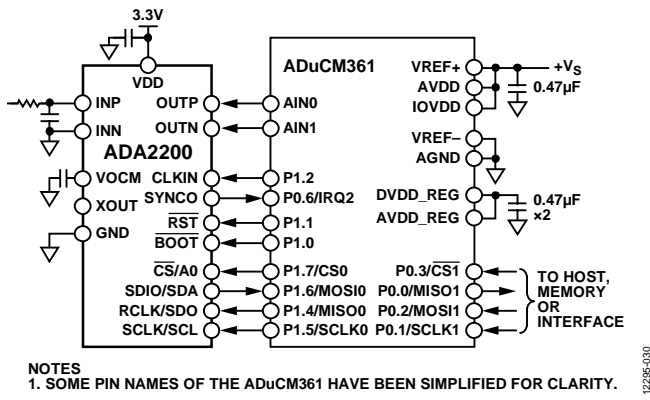 3.3V
VDD
ADuCM361
INP
INN
VOCM
XOUT
GND
ADA2200
OUTP
OUTN
CLKIN
SYNCO
RST
BOOT
CS/A0
SDIO/SDA
RCLK/SDO
SCLK/SCL
AIN0
AIN1
P1.2
P0.6/IRQ2
P1.1
P1.0
P1.7/CS0
P1.6/MOSI0
P1.4/MISO0
P1.5/SCLK0
VREF+
AVDD
IOVDD
VREF–
AGND
DVDD_REG
AVDD_REG
P0.3/CS1
P0.0/MISO1
P0.2/MOSI1
P0.1/SCLK1
+VS
0.47µF
0.47µF
×2
TO HOST,
MEMORY
OR
INTERFACE
NOTES
1. SOME PIN NAMES OF THE ADuCM361 HAVE BEEN SIMPLIFIED FOR CLARITY.
12295-030